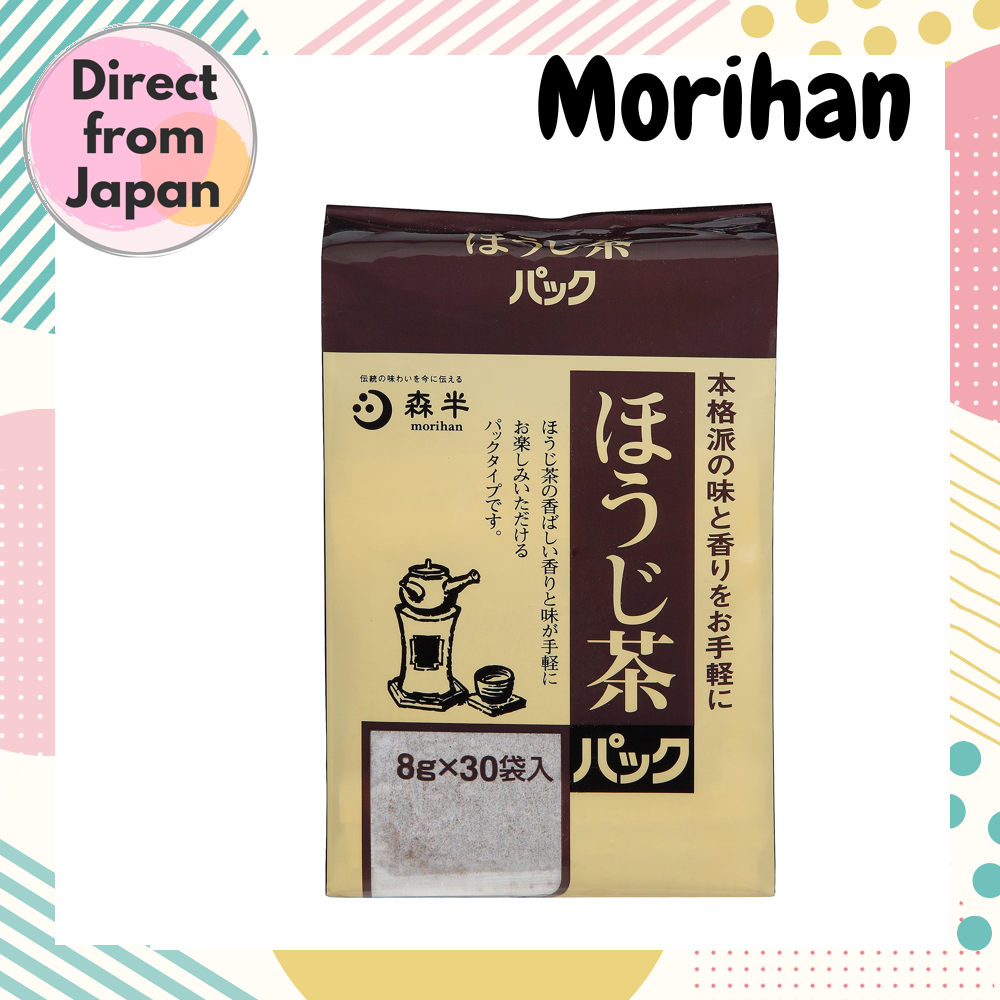 Direct
from
Japan
Morihan
ほうじ茶
パック
伝統の味わいを今に伝える
森半
morihan
本格派の味と香りをお手軽に
ほうじ茶
パック
ほうじ茶の香ばしい香りと味が手軽に
お楽しみいただける
パックタイプです。
8g×30袋入